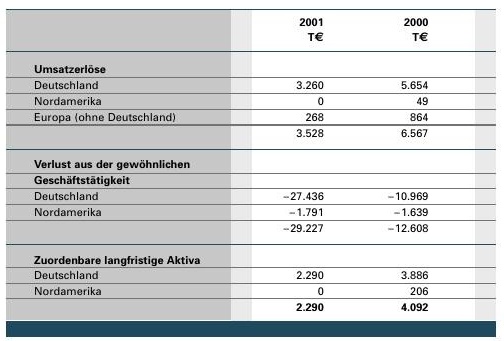 2001 2000
T€ T€
Umsatzerlöse
Deutschland 3.260 5.654
Nordamerika 0 49
Europa (ohne Deutschland) 268 864
3.528 6.567
Verlust aus der gewöhnlichen
Geschäftstätigkeit
Deutschland –27.436 –10.969
Nordamerika –1.791 –1.639
–29.227 –12.608
Zuordenbare langfristige Aktiva
Deutschland 2.290 3.886
Nordamerika 0 206
2.290 4.092